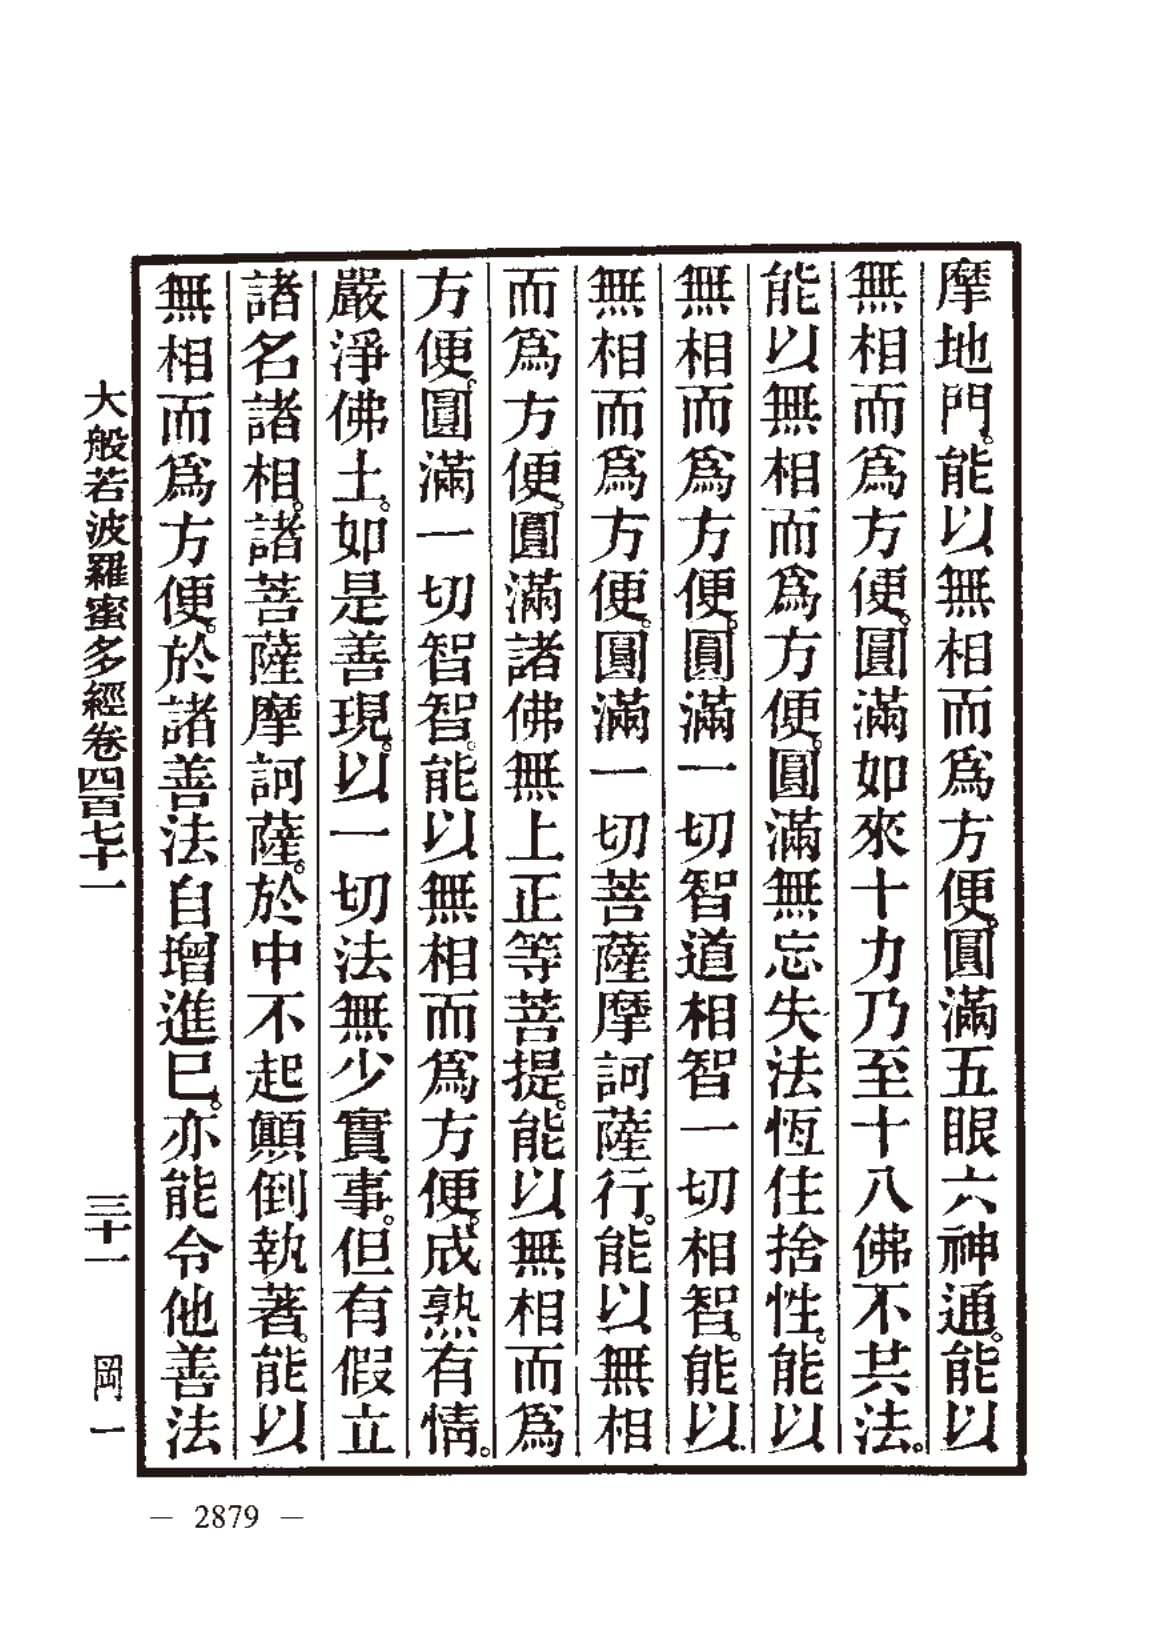 摩地門。能以無相而爲方便。圓滿五眼六神通。能以
無相而爲方便。圓滿如來十力乃至十八佛不共法。
能以無相而爲方便。圓滿無忘失法恆住捨性。能以
無相而爲方便。圓滿一切智道相智一切相智。能以
無相而爲方便。圓滿一切菩薩摩訶薩行。能以無相
而爲方便。圓滿諸佛無上正等菩提。能以無相而爲
方便。圓滿一切智智。能以無相而爲方便。成熟有情。
嚴淨佛土。如是善現。以一切法無少實事。但有假立
諸名諸相。諸菩薩摩訶薩。於中不起顚倒執著。能以
無相而爲方便。於諸善法自增進已。亦能令他善法
大般若波羅蜜多經卷四百七十一 三十一 岡一
— 2879 —